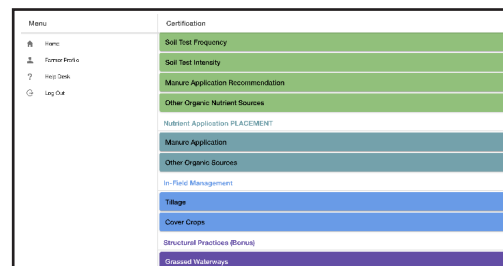 Menu
Home
Farmer Profile
Help Desk
Log Out
Certification
Soil Test Frequency
Soil Test Intensity
Manure Application Recommendation
Other Organic Nutrient Sources
Nutrient Application PLACEMENT
Manure Application
Other Organic Sources
In-Field Management
Tillage
Cover Crops
Structural Practices (Bonus)
Grassed Waterways